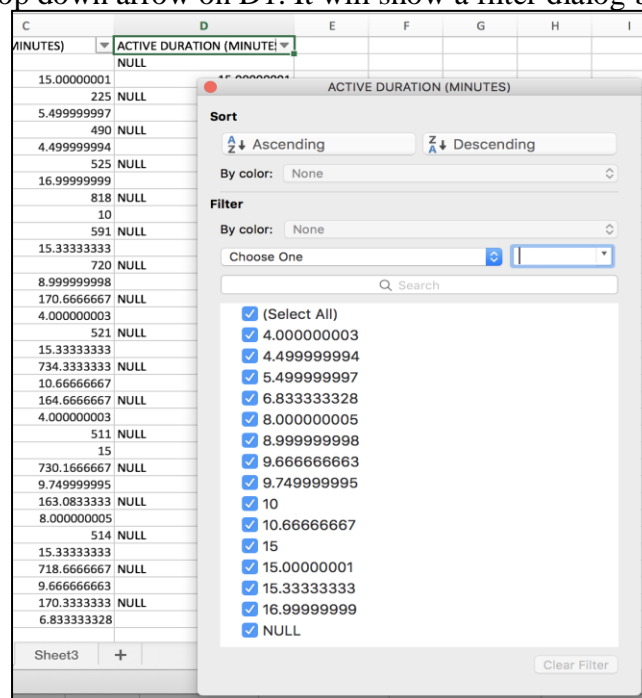 op down arrow on D1. It will show a filter dialog
C D E F G H I
MINUTES) ACTIVE DURATION (MINUTE
NULL
15.00000001 15.00000001
225 NULL
5.499999997
490 NULL
4.499999994
525 NULL
16.99999999
818 NULL
10
591 NULL
15.33333333
720 NULL
8.999999998
170.6666667 NULL
4.000000003
521 NULL
15.33333333
734.3333333 NULL
10.66666667
164.6666667 NULL
4.000000003
511 NULL
15
730.1666667 NULL
9.749999995
163.0833333 NULL
8.000000005
514 NULL
15.33333333
718.6666667 NULL
9.666666663
170.3333333 NULL
6.833333328
Sheet3 +
ACTIVE DURATION (MINUTES)
Sort
A Z Ascending Z A Descending
By color: None
Filter
By color: None
Choose One
Search
(Select All)
4.000000003
4.499999994
5.499999997
6.833333328
8.000000005
8.999999998
9.666666663
9.749999995
10
10.66666667
15
15.00000001
15.33333333
16.99999999
NULL
Clear Filter